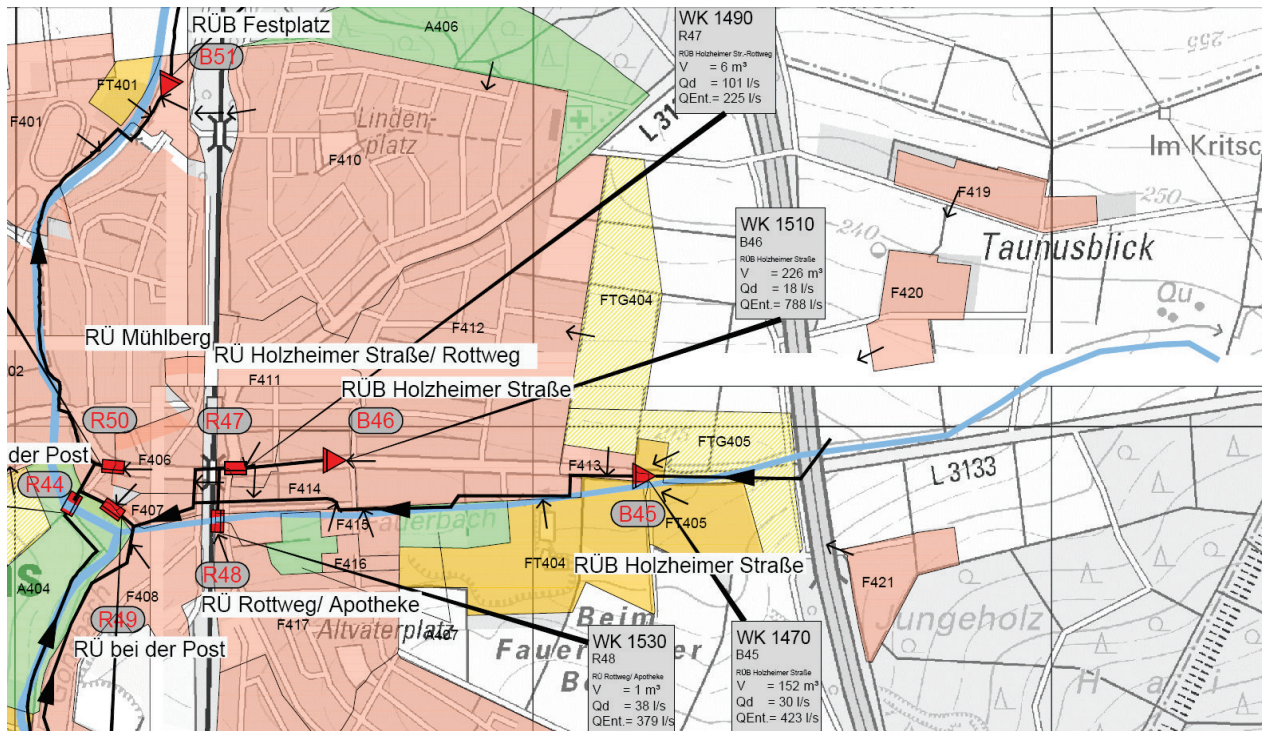 RÜB Festplatz
B51
A406
FT401
F401
Linden-
platz
F410
WK 1490
R47
RÜB Holzheimer Str.-Rottweg
V = 6 m³
Qd = 101 l/s
QEnt.= 225 l/s
255
L 31
Im Kritsc
F419
250
240
Taunusblick
WK 1510
B46
RÜB Holzheimer Straße
V = 226 m³
Qd = 18 l/s
QEnt.= 788 l/s
F420
Qu
FTG404
F412
RÜ Mühlberg
RÜ Holzheimer Straße/ Rottweg
F411
RÜB Holzheimer Straße
02
R50
R47
B46
FTG405
der Post
F406
F413
L 3133
R44
F414
F407
F415
auerbach
B45
FT405
FT404
RÜB Holzheimer Straße
F416
R48
F421
A404
F408
RÜ Rottweg/ Apotheke
R49
F417
Altvaterplatz
A407
Beim
Jungeholz
RÜ bei der Post
WK 1530
R48
RÜ Rottweg/ Apotheke
V = 1 m³
Qd = 38 l/s
QEnt.= 379 l/s
WK 1470
B45
RÜB Holzheimer Straße
V = 152 m³
Qd = 30 l/s
QEnt.= 423 l/s
H a i